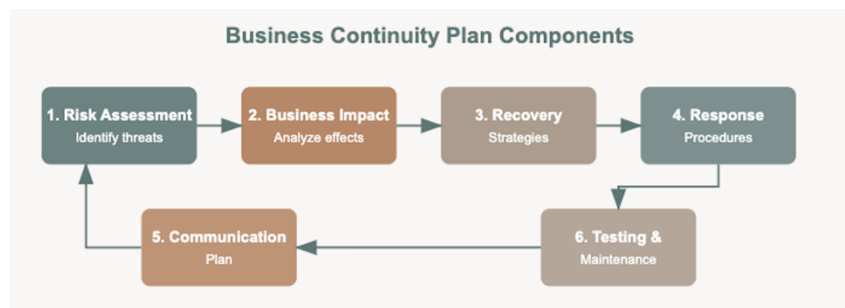 Business Continuity Plan Components
1. Risk Assessment
Identify threats
2. Business Impact
Analyze effects
3. Recovery
Strategies
4. Response
Procedures
5. Communication
Plan
6. Testing &
Maintenance